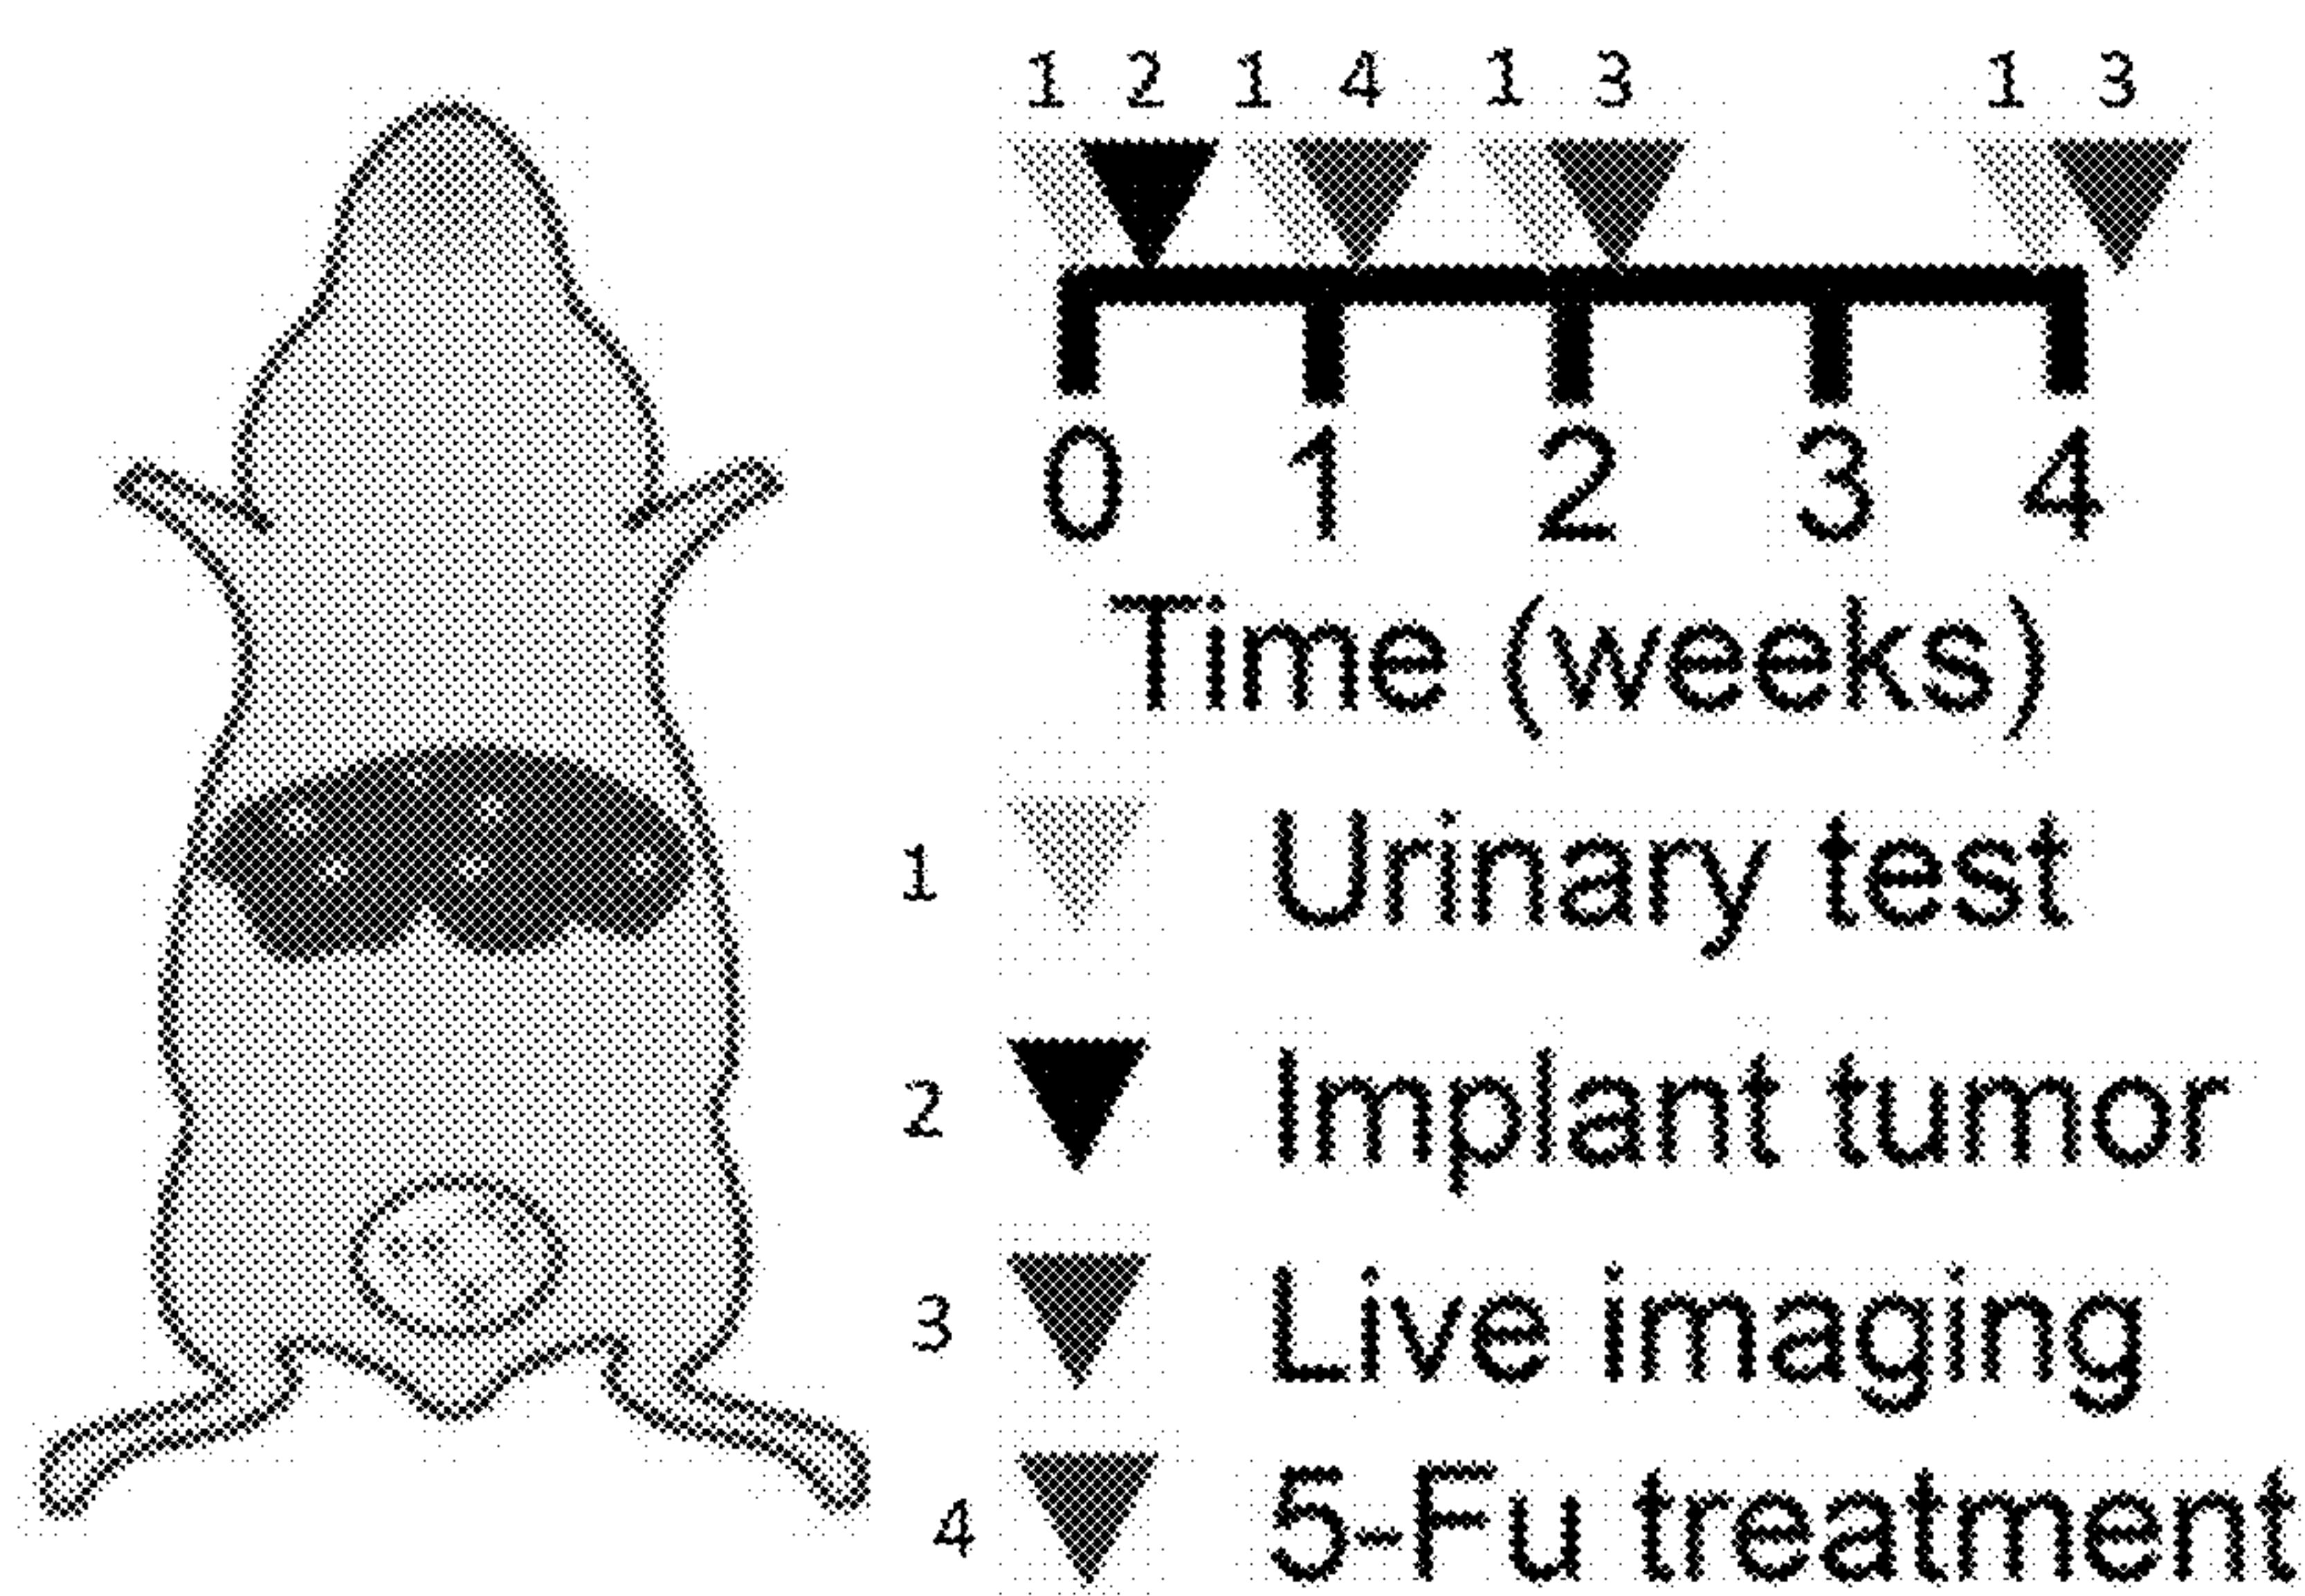 1 2 1 4 1 3 1 3
0 1 2 3 4
Time (weeks)
1 Urinary test
2 Implant tumor
3 Live imaging
4 5-Fu treatment